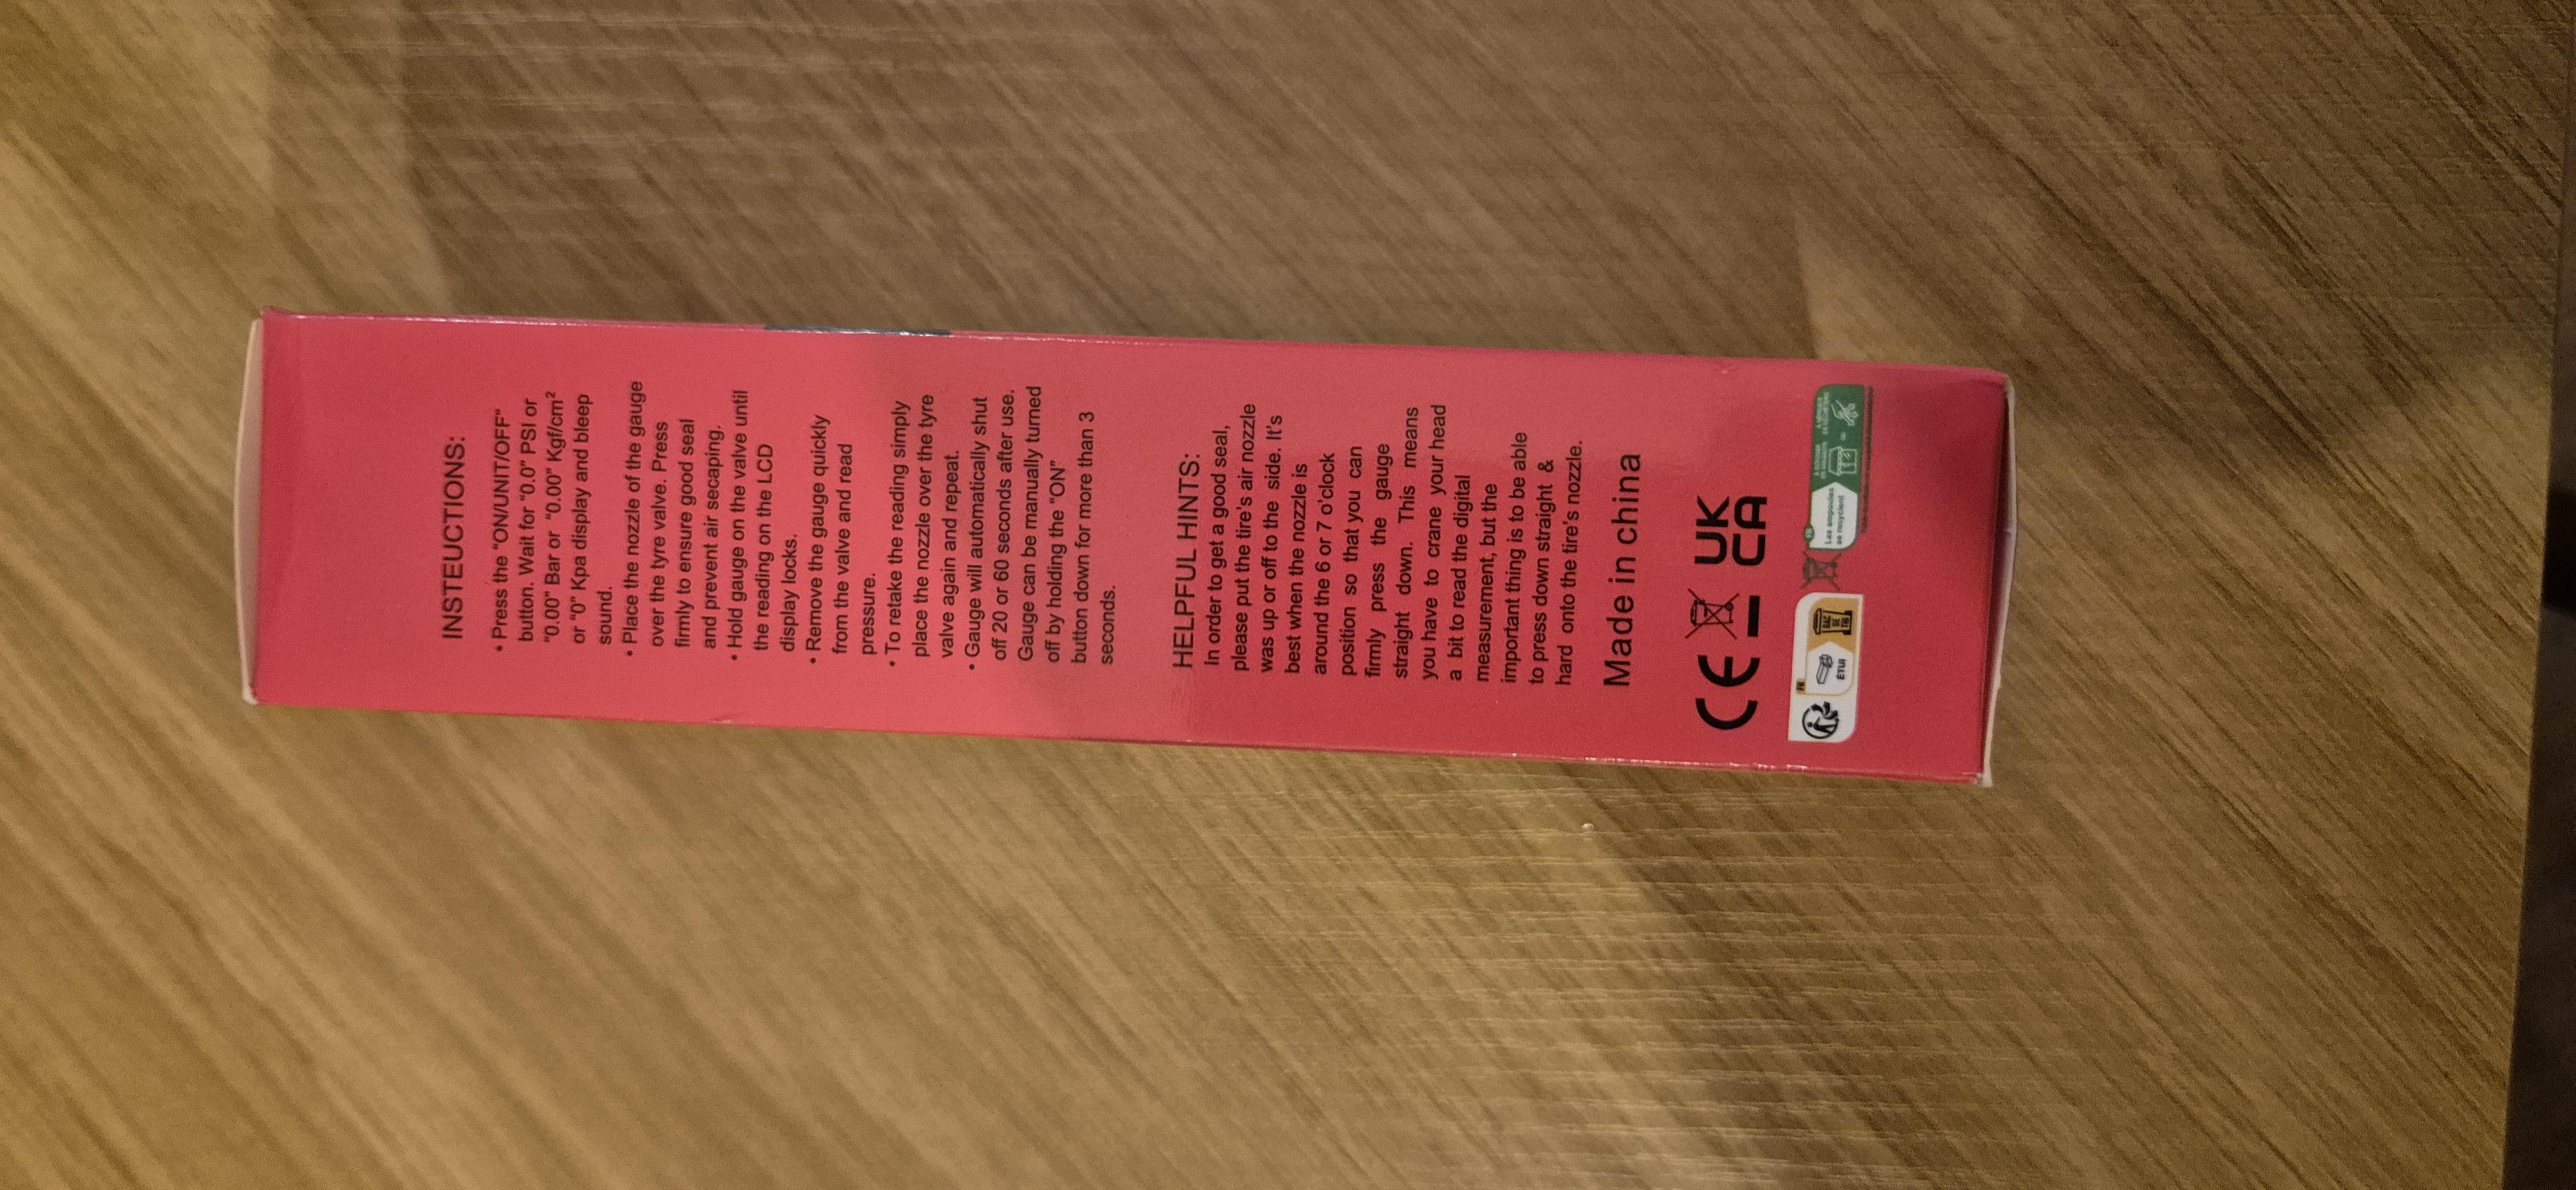 INSTEUCTIONS:
• Press the "ON/UNIT/OFF"
button. Wait for "0.0" PSI or
"0.00" Bar or "0.00" Kgf/cm²
or "0" Kpa display and bleep
sound.
• Place the nozzle of the gauge
over the tyre valve. Press
firmly to ensure good seal
and prevent air secaping.
• Hold gauge on the valve until
the reading on the LCD
display locks.
• Remove the gauge quickly
from the valve and read
pressure.
• To retake the reading simply
place the nozzle over the tyre
valve again and repeat.
• Gauge will automatically shut
off 20 or 60 seconds after use.
Gauge can be manually turned
off by holding the "ON"
button down for more than 3
seconds.
HELPFUL HINTS:
In order to get a good seal,
please put the tire's air nozzle
was up or off to the side. It's
best when the nozzle is
around the 6 or 7 o'clock
position so that you can
firmly press the gauge
straight down. This means
you have to crane your head
a bit to read the digital
measurement, but the
important thing is to be able
to press down straight &
hard onto the tire's nozzle.
Made in china
CE
UK
CA
FR
ÉTUI
BAC
DE
TRI
FR
Les ampoules
se recyclent